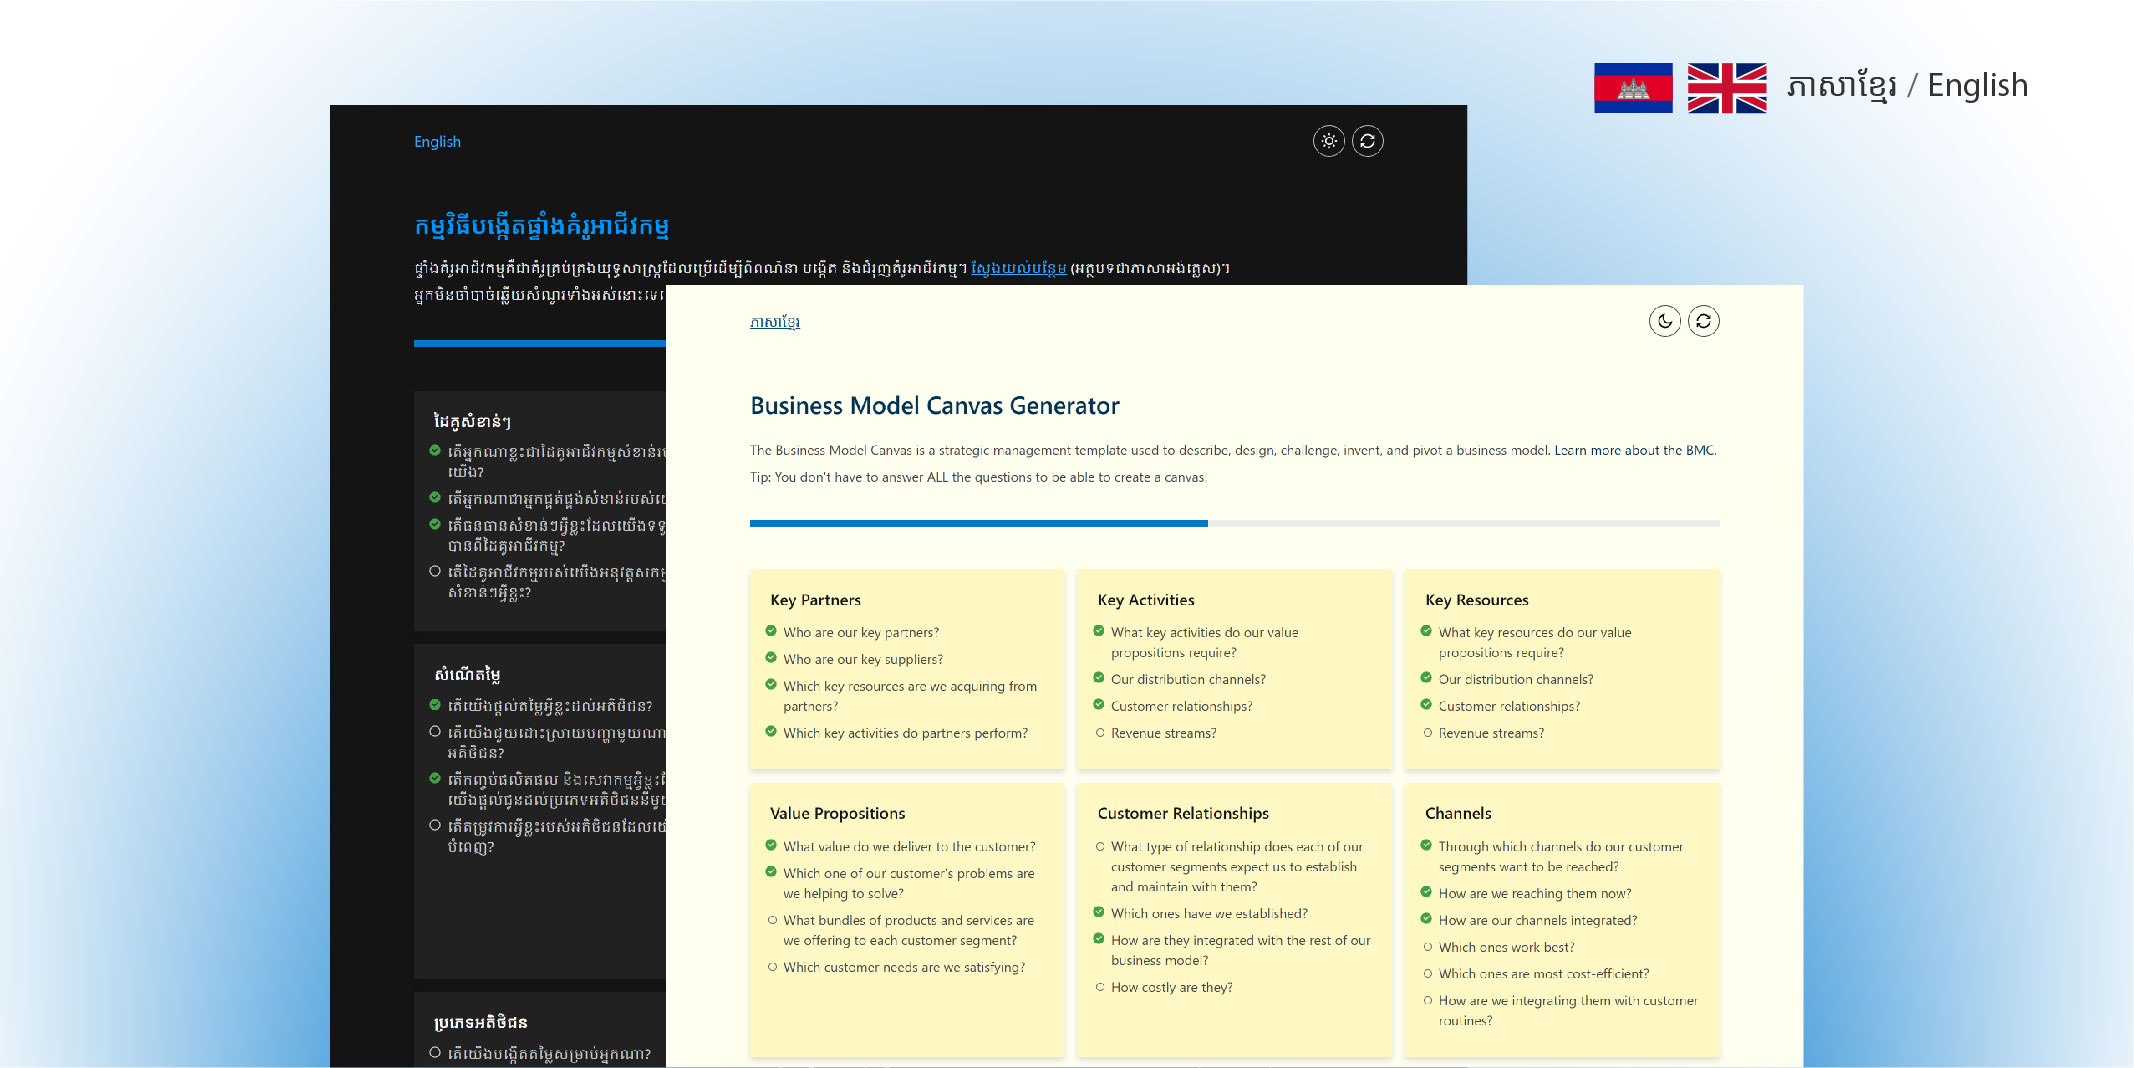 ភាសាខ្មែរ / English
English
កម្មវិធីបង្កើតផ្ទាំងគំរូអាជីវកម្ម
ផ្ទាំងគំរូអាជីវកម្មគឺជាគំរូគ្រប់គ្រងយុទ្ធសាស្ត្រដែលប្រើដើម្បីពិពណ៌នា បង្កើត និងជំរុញគំរូអាជីវកម្ម។ ស្វែងយល់បន្ថែម (អត្ថបទជាភាសាអង់គ្លេស)។
អ្នកមិនចាំបាច់ឆ្លើយសំណួរទាំងអស់នោះទេ
ដៃគូសំខាន់ៗ
តើអ្នកណាខ្លះជាដៃគូអាជីវកម្មសំខាន់រប
យើង?
តើអ្នកណាជាអ្នកផ្គត់ផ្គង់សំខាន់របស់យ
តើធនធានសំខាន់ៗអ្វីខ្លះដែលយើងទទួ
បានពីដៃគូអាជីវកម្ម?
តើដៃគូអាជីវកម្មរបស់យើងអនុវត្តសកម្ម
សំខាន់ៗអ្វីខ្លះ?
សំណើតម្លៃ
តើយើងផ្តល់តម្លៃអ្វីខ្លះដល់អតិថិជន?
តើយើងជួយដោះស្រាយបញ្ហាមួយណា
អតិថិជន?
តើកញ្ចប់ផលិតផល និងសេវាកម្មអ្វីខ្លះដែ
យើងផ្តល់ជូនដល់ប្រភេទអតិថិជននីមួយ
តើតម្រូវការអ្វីខ្លះរបស់អតិថិជនដែលយើ
បំពេញ?
ប្រភេទអតិថិជន
តើយើងបង្កើតតម្លៃសម្រាប់អ្នកណា?
ភាសាខ្មែរ
Business Model Canvas Generator
The Business Model Canvas is a strategic management template used to describe, design, challenge, invent, and pivot a business model. Learn more about the BMC.
Tip: You don't have to answer ALL the questions to be able to create a canvas!
Key Partners
Who are our key partners?
Who are our key suppliers?
Which key resources are we acquiring from
partners?
Which key activities do partners perform?
Key Activities
What key activities do our value
propositions require?
Our distribution channels?
Customer relationships?
Revenue streams?
Key Resources
What key resources do our value
propositions require?
Our distribution channels?
Customer relationships?
Revenue streams?
Value Propositions
What value do we deliver to the customer?
Which one of our customer's problems are
we helping to solve?
What bundles of products and services are
we offering to each customer segment?
Which customer needs are we satisfying?
Customer Relationships
What type of relationship does each of our
customer segments expect us to establish
and maintain with them?
Which ones have we established?
How are they integrated with the rest of our
business model?
How costly are they?
Channels
Through which channels do our customer
segments want to be reached?
How are we reaching them now?
How are our channels integrated?
Which ones work best?
Which ones are most cost-efficient?
How are we integrating them with customer
routines?